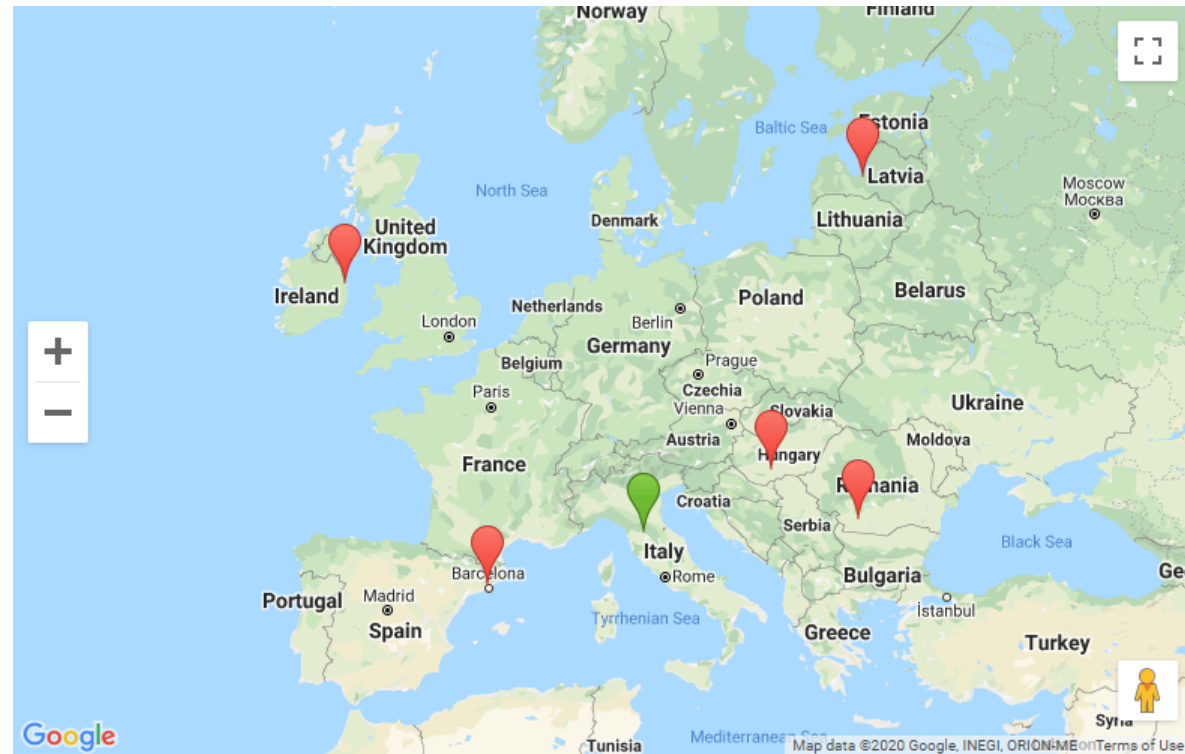 Norway
Finland
Baltic Sea
Estonia
Latvia
Moscow
Москва
North Sea
Denmark
Lithuania
United
Kingdom
Ireland
Belarus
Poland
Netherlands
London
Berlin
Germany
Belgium
Prague
Czechia
Paris
Vienna
Slovakia
Ukraine
Austria
Moldova
Hungary
France
Romania
Croatia
Serbia
Italy
Black Sea
Barcelona
Rome
Bulgaria
Ge
Portugal
Madrid
İstanbul
Spain
Tyrrhenian Sea
Greece
Turkey
Syria
Google
Tunisia
Mediterranean Sea
Map data ©2020 Google, INEGI, ORION-ME
Terms of Use